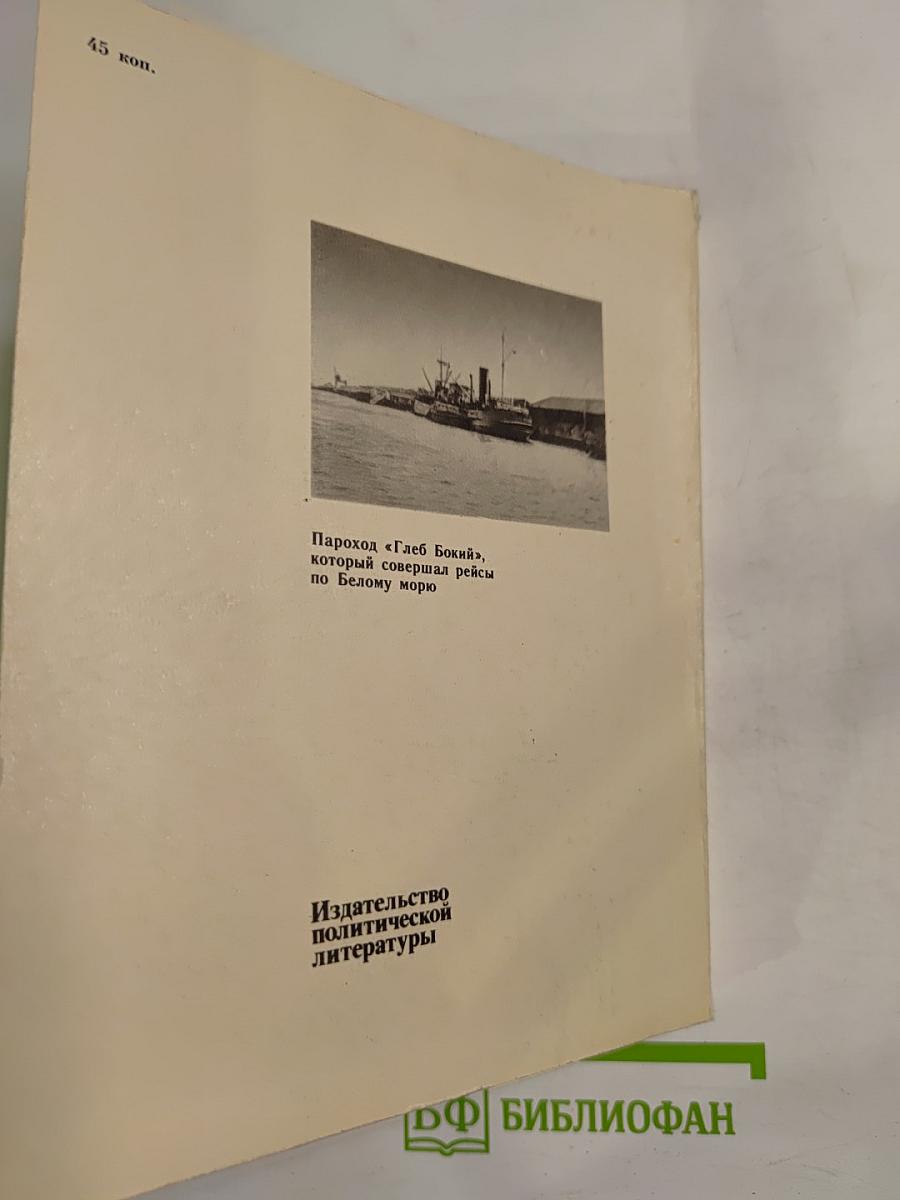 45 коп.
Пароход «Глеб Бокий»,
который совершал рейсы
по Белому морю
Издательство
политической
литературы
БФ БИБЛИОФАН